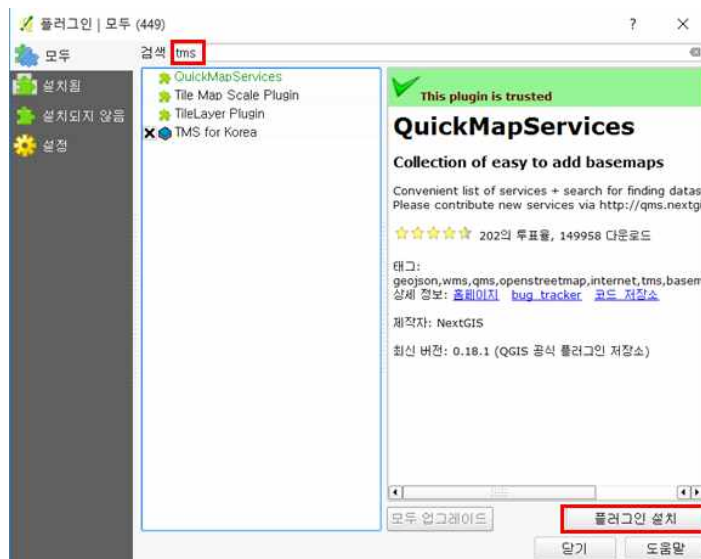 플러그인 | 모두 (449)
? ×
모두
설치됨
설치되지 않음
설정
검색 tms
QuickMapServices
Tile Map Scale Plugin
TileLayer Plugin
TMS for Korea
This plugin is trusted
QuickMapServices
Collection of easy to add basemaps
Convenient list of services + search for finding datas
Please contribute new services via http://qms.nextgi
202의 투표율, 149958 다운로드
태그:
geojson,wms,qms,openstreetmap,internet,tms,basem
상세 정보: 홈페이지 bug tracker 코드 저장소
제작자: NextGIS
최신 버전: 0.18.1 (QGIS 공식 플러그인 저장소)
모두 업그레이드
플러그인 설치
닫기
도움말